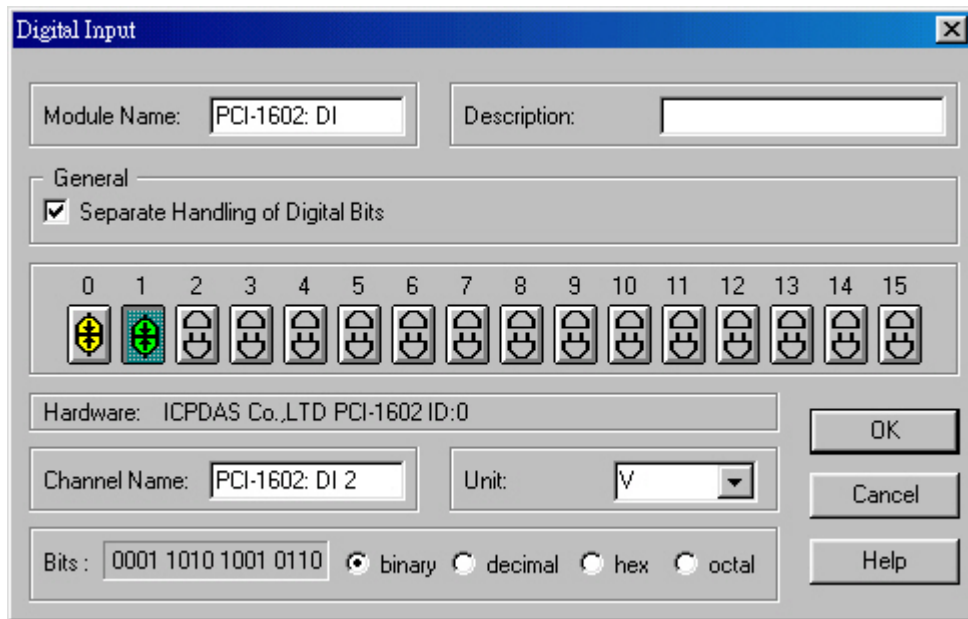 Digital Input
Module Name: PCI-1602: DI
Description:
General
Separate Handling of Digital Bits
0 1 2 3 4 5 6 7 8 9 10 11 12 13 14 15
Hardware: ICPDAS Co.,LTD PCI-1602 ID:0
OK
Channel Name: PCI-1602: DI 2
Unit: V
Cancel
Bits : 0001 1010 1001 0110 binary decimal hex octal
Help